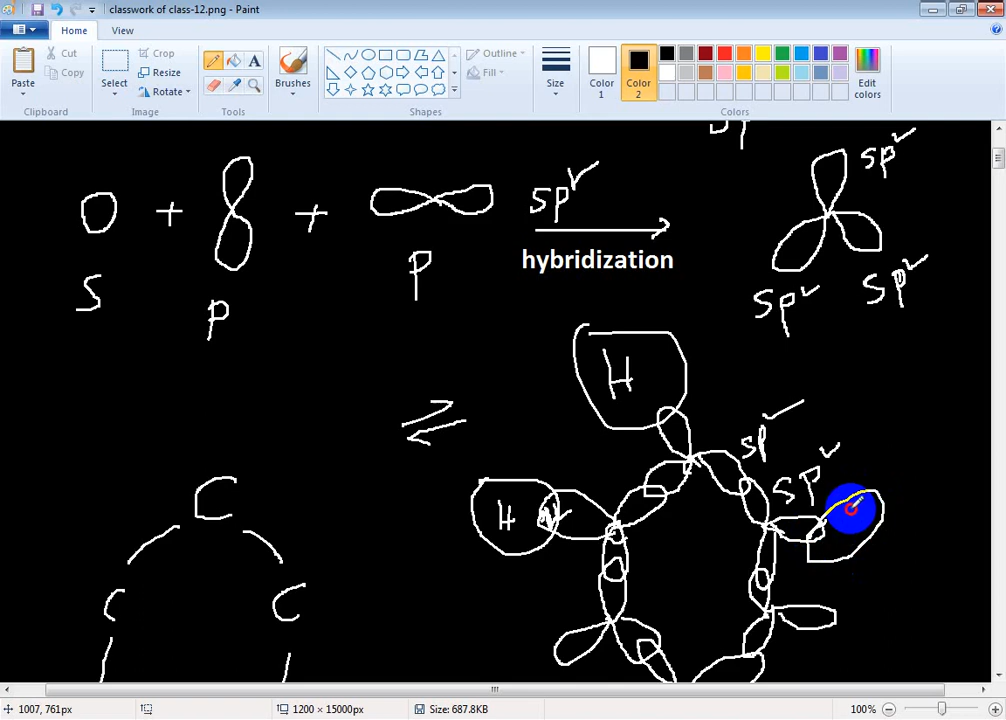 classwork of class-12.png - Paint
Home View
Paste
Cut
Copy
Clipboard
Select
Crop
Resize
Rotate
Image
Tools
Brushes
Shapes
Outline
Fill
Size
Color 1
Color 2
Colors
Edit colors
sp
sp²
S + P + P
sp²
hybridization
sp²
sp²
H
sp²
sp²
H
C
C C
1007, 761px
1200 × 15000px
Size: 687.8KB
100%